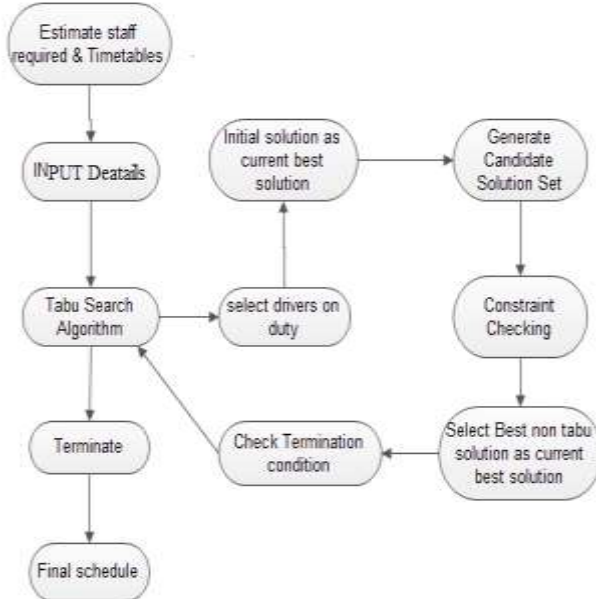 Estimate staff
required & Timetables
INPUT Deatails
Tabu Search
Algorithm
Terminate
Final schedule
select drivers on
duty
Initial solution as
current best
solution
Generate
Candidate
Solution Set
Constraint
Checking
Select Best non tabu
solution as current
best solution
Check Termination
condition